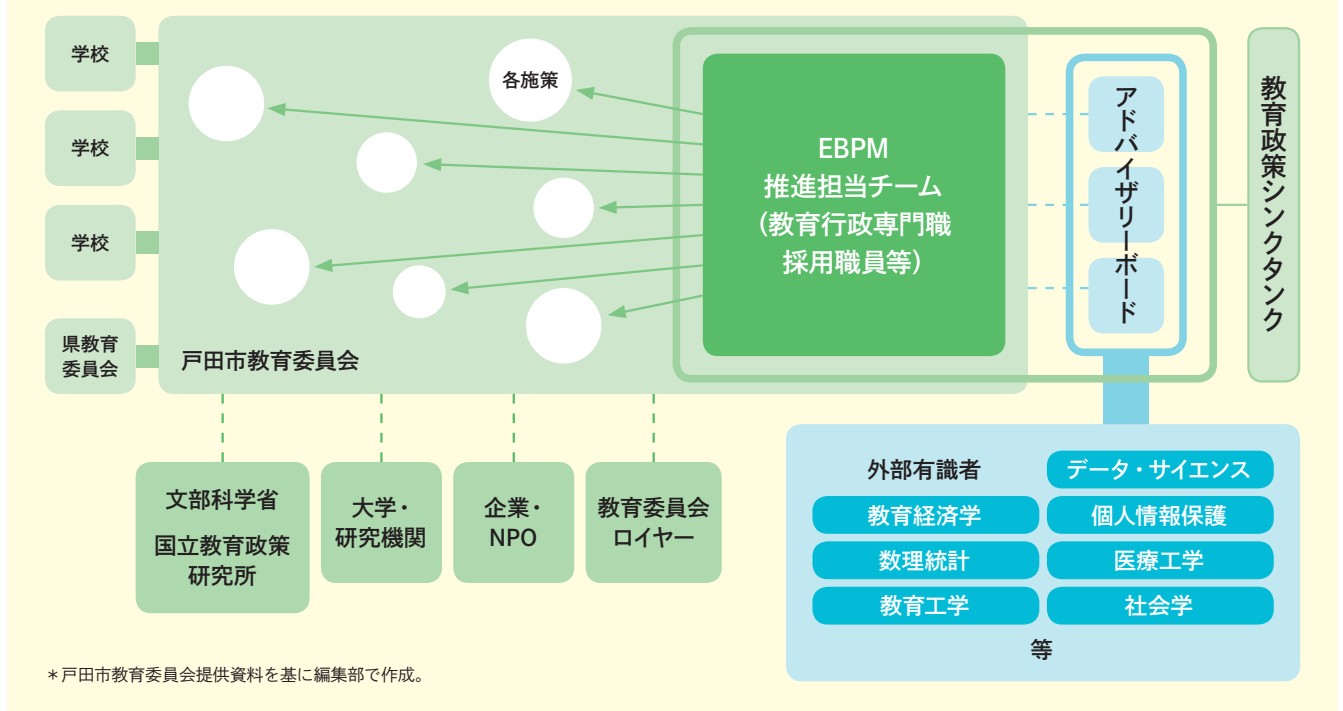 学校
学校
学校
県教育
委員会
各施策
戸田市教育委員会
EBPM
推進担当チーム
（教育行政専門職
採用職員等）
アドバイザリーボード
教育政策シンクタンク
文部科学省
国立教育政策
研究所
大学・
研究機関
企業・
NPO
教育委員会
ロイヤー
外部有識者
データ・サイエンス
教育経済学
個人情報保護
数理統計
医療工学
教育工学
社会学
等
＊戸田市教育委員会提供資料を基に編集部で作成。